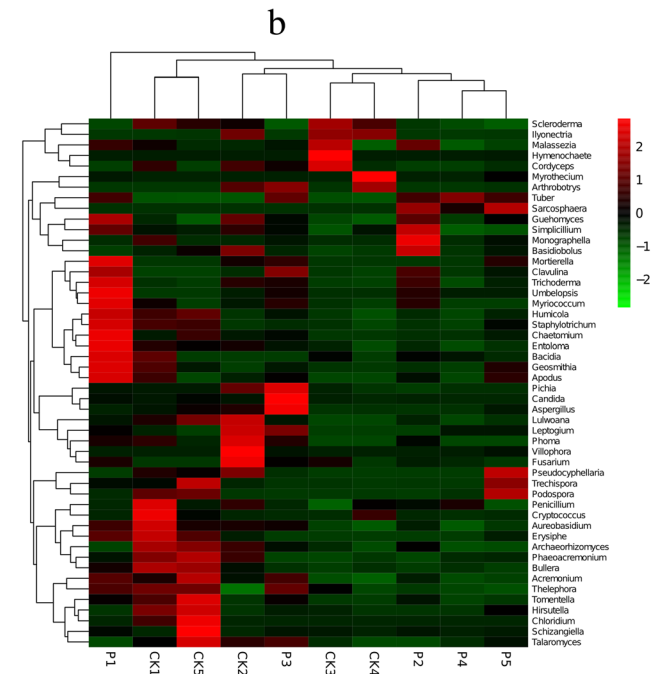 b
Scleroderma
Ilyonectria
Malassezia
Hymenochaete
Cordyceps
Myrothecium
Arthrobotrys
Tuber
Sarcosphaera
Guehomyces
Simplicillium
Monographella
Basidiobolus
Mortierella
Clavulina
Trichoderma
Umbelopsis
Myriococcum
Humicola
Staphylotrichum
Chaetomium
Entoloma
Bacidia
Geosmithia
Apodus
Pichia
Candida
Aspergillus
Lulwoana
Leptogium
Phoma
Villophora
Fusarium
Pseudocyphellaria
Trechispora
Podospora
Penicillium
Cryptococcus
Aureobasidium
Erysiphe
Archaeorhizomyces
Phaeoacremonium
Bullera
Acremonium
Thelephora
Tomentella
Hirsutella
Chloridium
Schizangiella
Talaromyces
2
1
0
−1
−2
P1 CK1 CK5 CK2 P3 CK3 CK4 P2 P4 P5